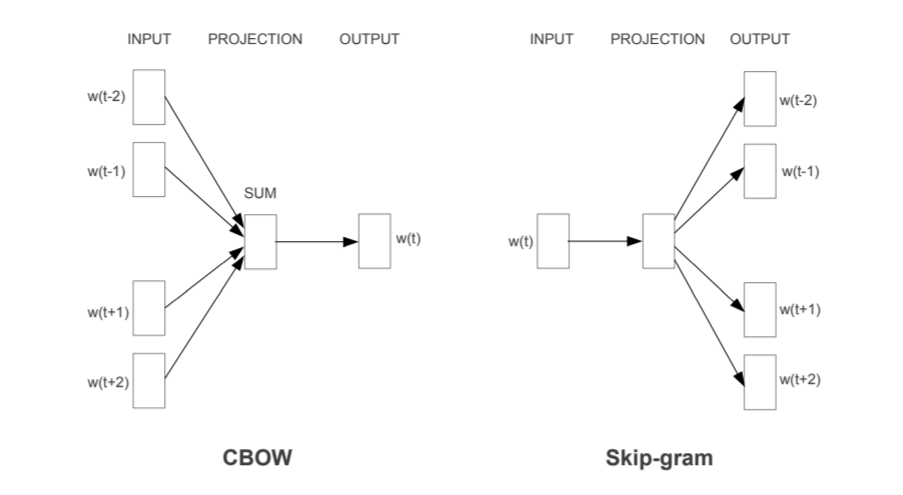 INPUT PROJECTION OUTPUT
w(t-2)
w(t-1)
SUM
w(t)
w(t+1)
w(t+2)
CBOW
INPUT PROJECTION OUTPUT
w(t-2)
w(t-1)
w(t)
w(t+1)
w(t+2)
Skip-gram